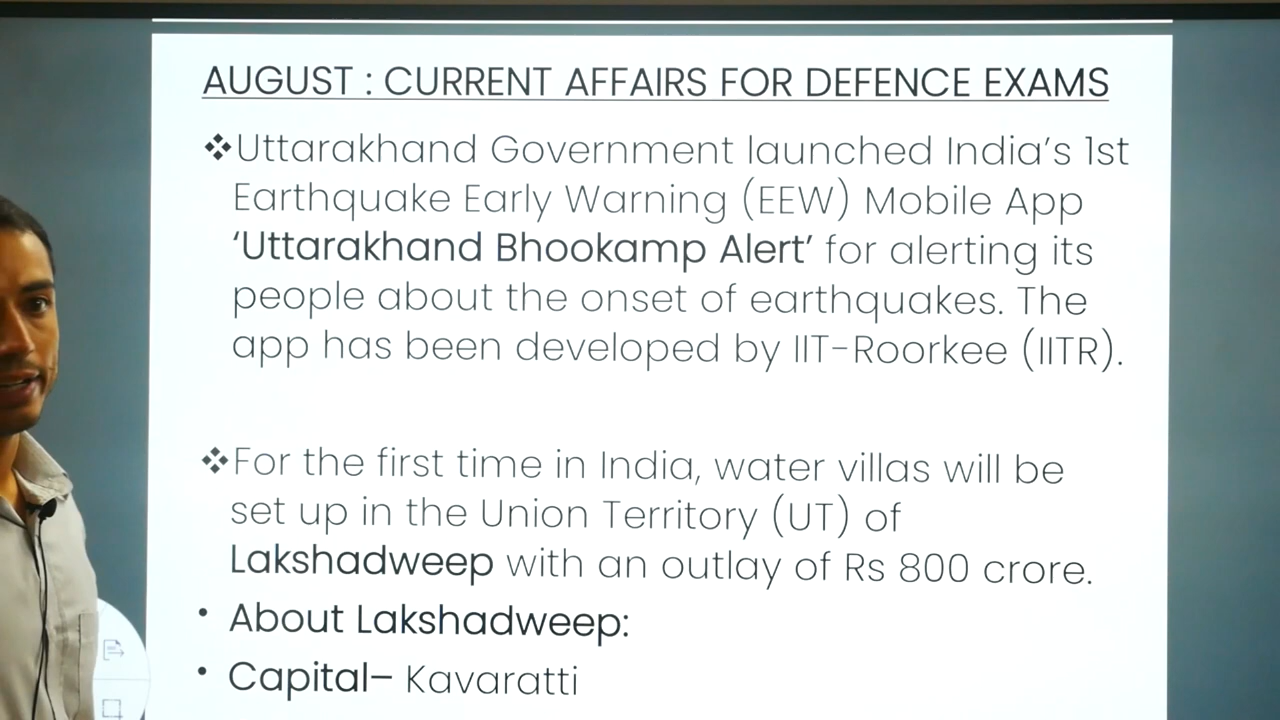 AUGUST : CURRENT AFFAIRS FOR DEFENCE EXAMS
❖Uttarakhand Government launched India's 1st
Earthquake Early Warning (EEW) Mobile App
‘Uttarakhand Bhookamp Alert’ for alerting its
people about the onset of earthquakes. The
app has been developed by IIT-Roorkee (IITR).
❖For the first time in India, water villas will be
set up in the Union Territory (UT) of
Lakshadweep with an outlay of Rs 800 crore.
• About Lakshadweep:
• Capital– Kavaratti